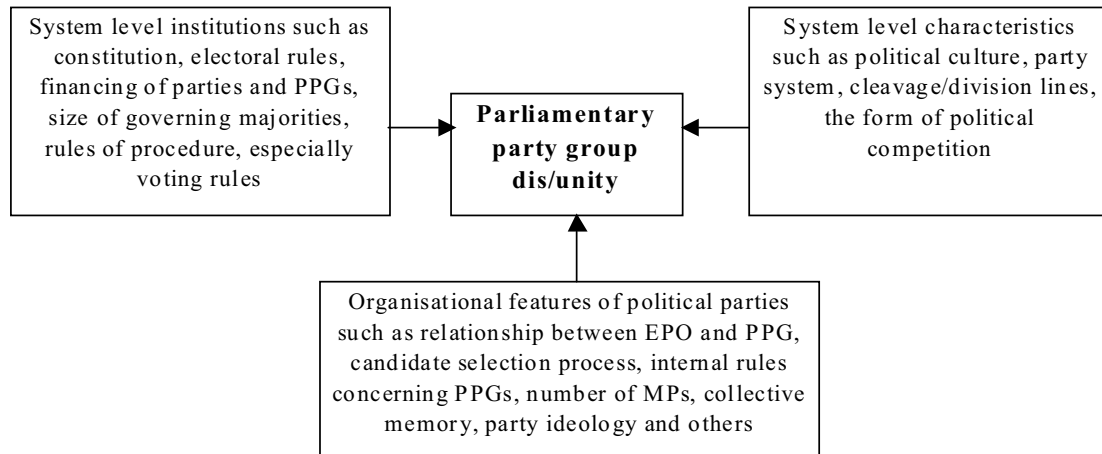 System level institutions such as
constitution, electoral rules,
financing of parties and PPGs,
size of governing majorities,
rules of procedure, especially
voting rules
Parliamentary
party group
dis/unity
System level characteristics
such as political culture, party
system, cleavage/division lines,
the form of political
competition
Organisational features of political parties
such as relationship between EPO and PPG,
candidate selection process, internal rules
concerning PPGs, number of MPs, collective
memory, party ideology and others